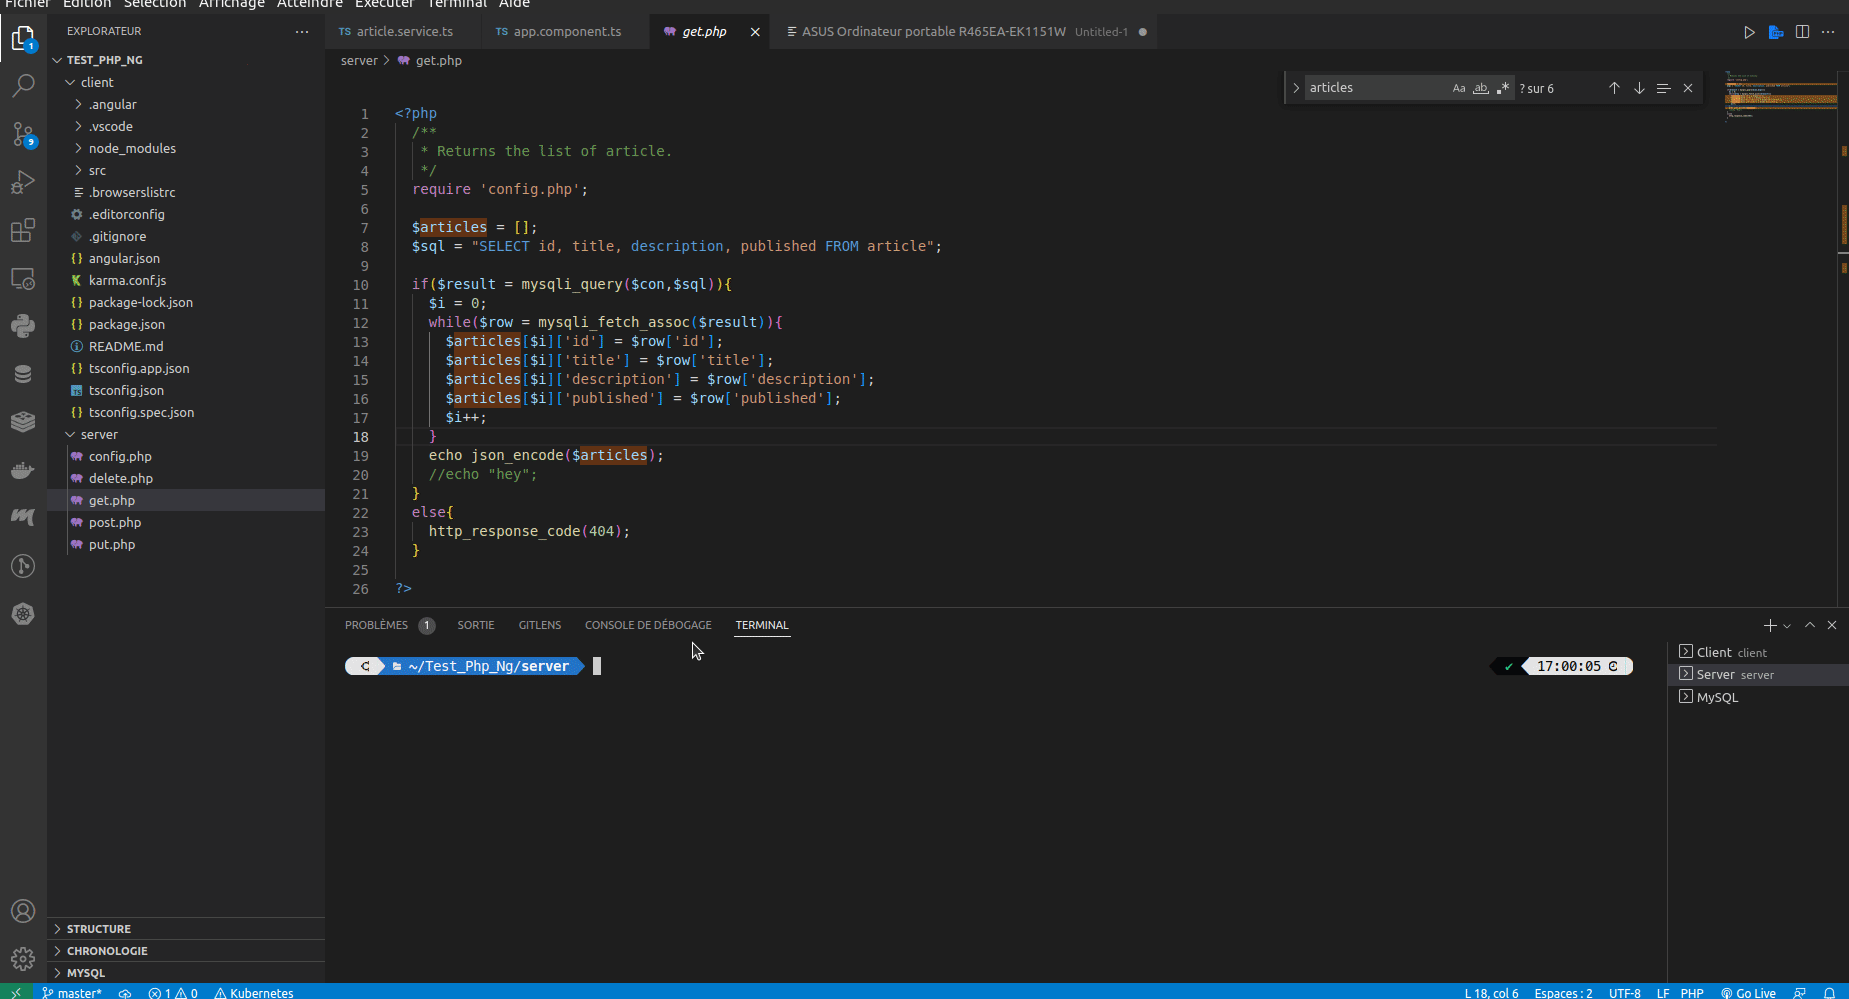 Fichier Edition Sélection Affichage Atteindre Exécuter Terminal Aide
EXPLORATEUR
TEST_PHP_NG
client
.angular
.vscode
node_modules
src
.browserslistrc
.editorconfig
.gitignore
angular.json
karma.conf.js
package-lock.json
package.json
README.md
tsconfig.app.json
tsconfig.json
tsconfig.spec.json
server
config.php
delete.php
get.php
post.php
put.php
STRUCTURE
CHRONOLOGIE
MYSQL
TS article.service.ts
TS app.component.ts
get.php
ASUS Ordinateur portable R465EA-EK1151W Untitled-1
server > get.php
articles Aa ab ? sur 6
1 <?php
2 /**
3 * Returns the list of article.
4 */
5 require 'config.php';
6
7 $articles = [];
8 $sql = "SELECT id, title, description, published FROM article";
9
10 if($result = mysqli_query($con,$sql)){
11 $i = 0;
12 while($row = mysqli_fetch_assoc($result)){
13 $articles[$i]['id'] = $row['id'];
14 $articles[$i]['title'] = $row['title'];
15 $articles[$i]['description'] = $row['description'];
16 $articles[$i]['published'] = $row['published'];
17 $i++;
18 }
19 echo json_encode($articles);
20 //echo "hey";
21 }
22 else{
23 http_response_code(404);
24 }
25
26 ?>
PROBLÈMES 1 SORTIE GITLENS CONSOLE DE DÉBOGAGE TERMINAL
~/Test_Php_Ng/server
17:00:05
Client client
Server server
MySQL
1
9
master* 1 0 Kubernetes
L 18, col 6 Espaces : 2 UTF-8 LF PHP Go Live